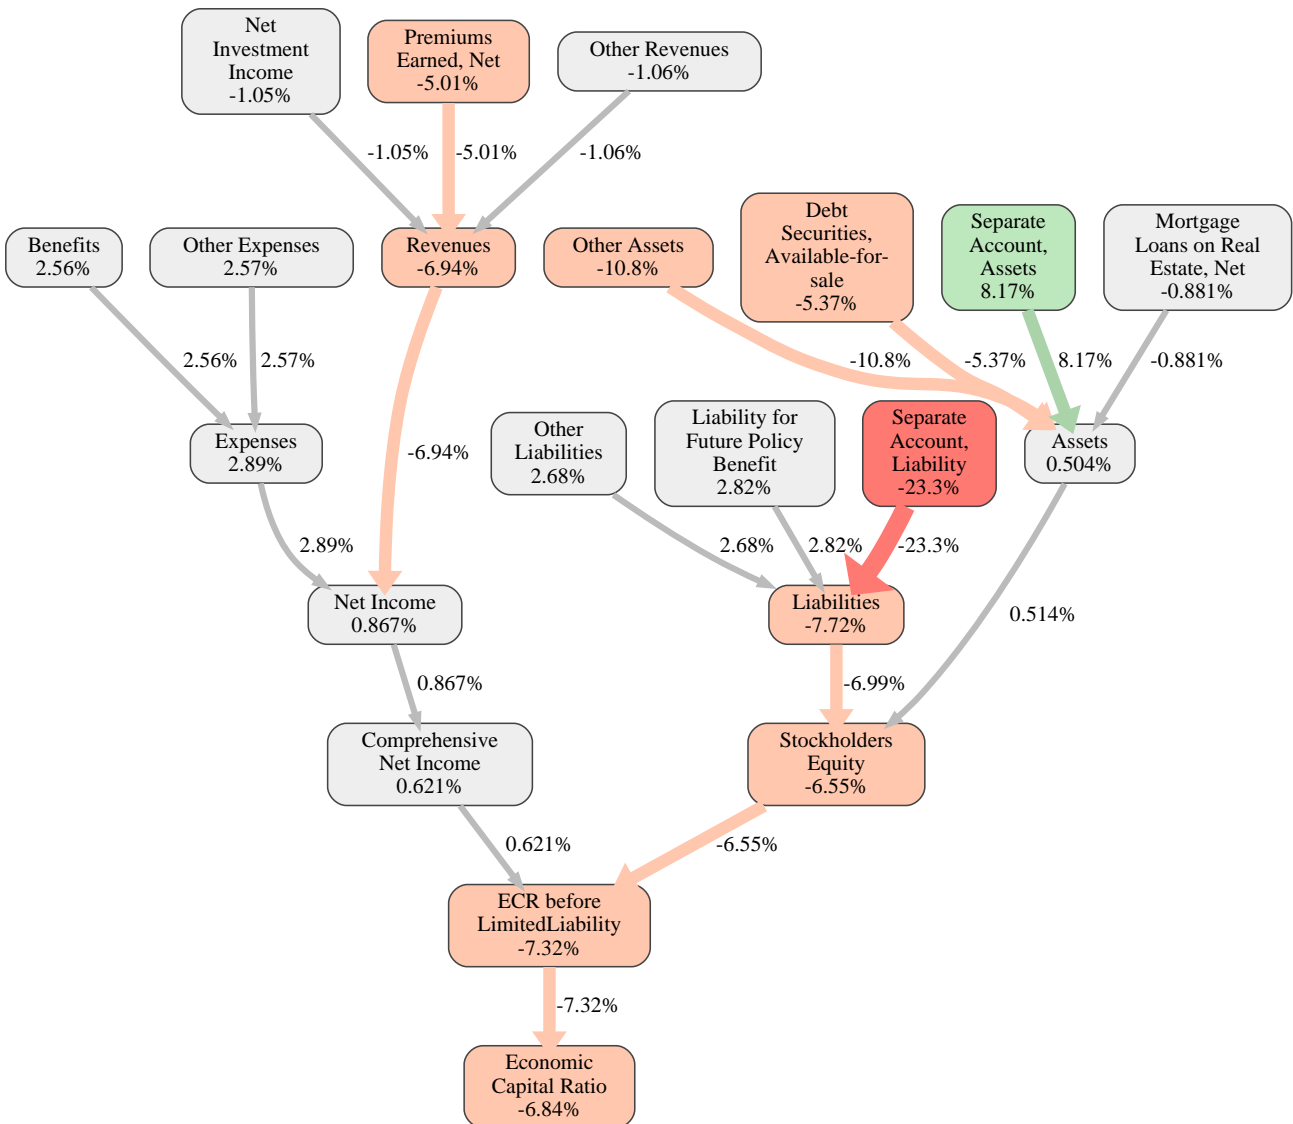 Net
Investment
Income
-1.05%
Premiums
Earned, Net
-5.01%
Other Revenues
-1.06%
-1.05%
-5.01%
-1.06%
Benefits
2.56%
Other Expenses
2.57%
Revenues
-6.94%
Other Assets
-10.8%
Debt
Securities,
Available-for-
sale
-5.37%
Separate
Account,
Assets
8.17%
Mortgage
Loans on Real
Estate, Net
-0.881%
2.56%
2.57%
-10.8%
-5.37%
8.17%
-0.881%
Expenses
2.89%
-6.94%
Other
Liabilities
2.68%
Liability for
Future Policy
Benefit
2.82%
Separate
Account,
Liability
-23.3%
Assets
0.504%
2.89%
2.68%
2.82%
-23.3%
Net Income
0.867%
Liabilities
-7.72%
0.514%
0.867%
-6.99%
Comprehensive
Net Income
0.621%
Stockholders
Equity
-6.55%
0.621%
-6.55%
ECR before
LimitedLiability
-7.32%
-7.32%
Economic
Capital Ratio
-6.84%